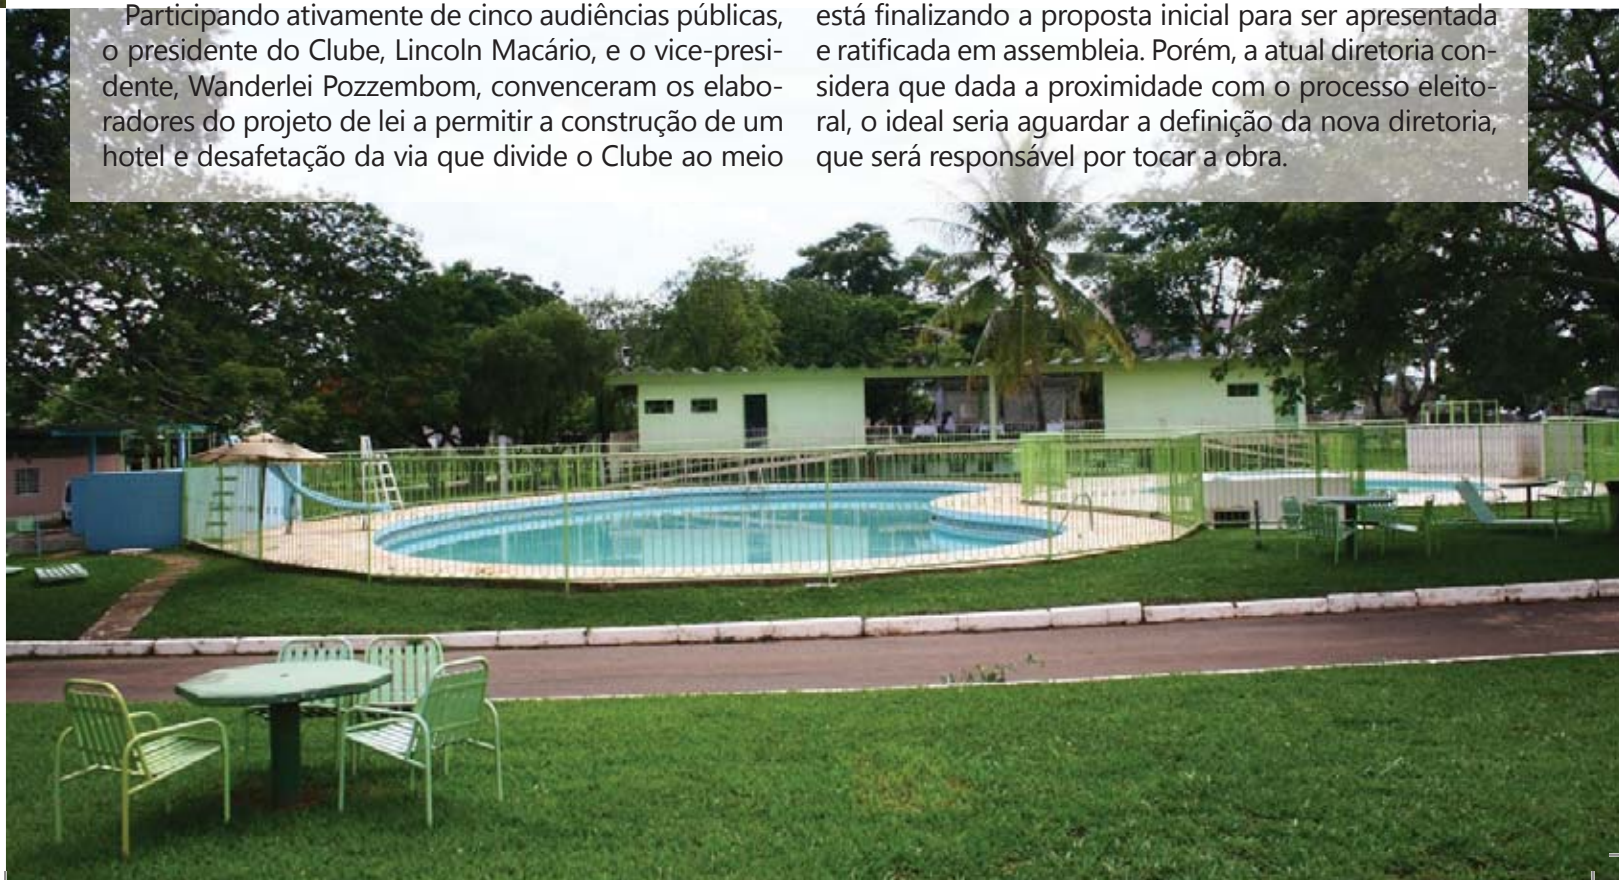 Participando ativamente de cinco audiências públicas,
o presidente do Clube, Lincoln Macário, e o vice-presi-
dente, Wanderlei Pozzembom, convenceram os elabo-
radores do projeto de lei a permitir a construção de um
hotel e desafetação da via que divide o Clube ao meio
está finalizando a proposta inicial para ser apresentada
e ratificada em assembleia. Porém, a atual diretoria con-
sidera que dada a proximidade com o processo eleito-
ral, o ideal seria aguardar a definição da nova diretoria,
que será responsável por tocar a obra.